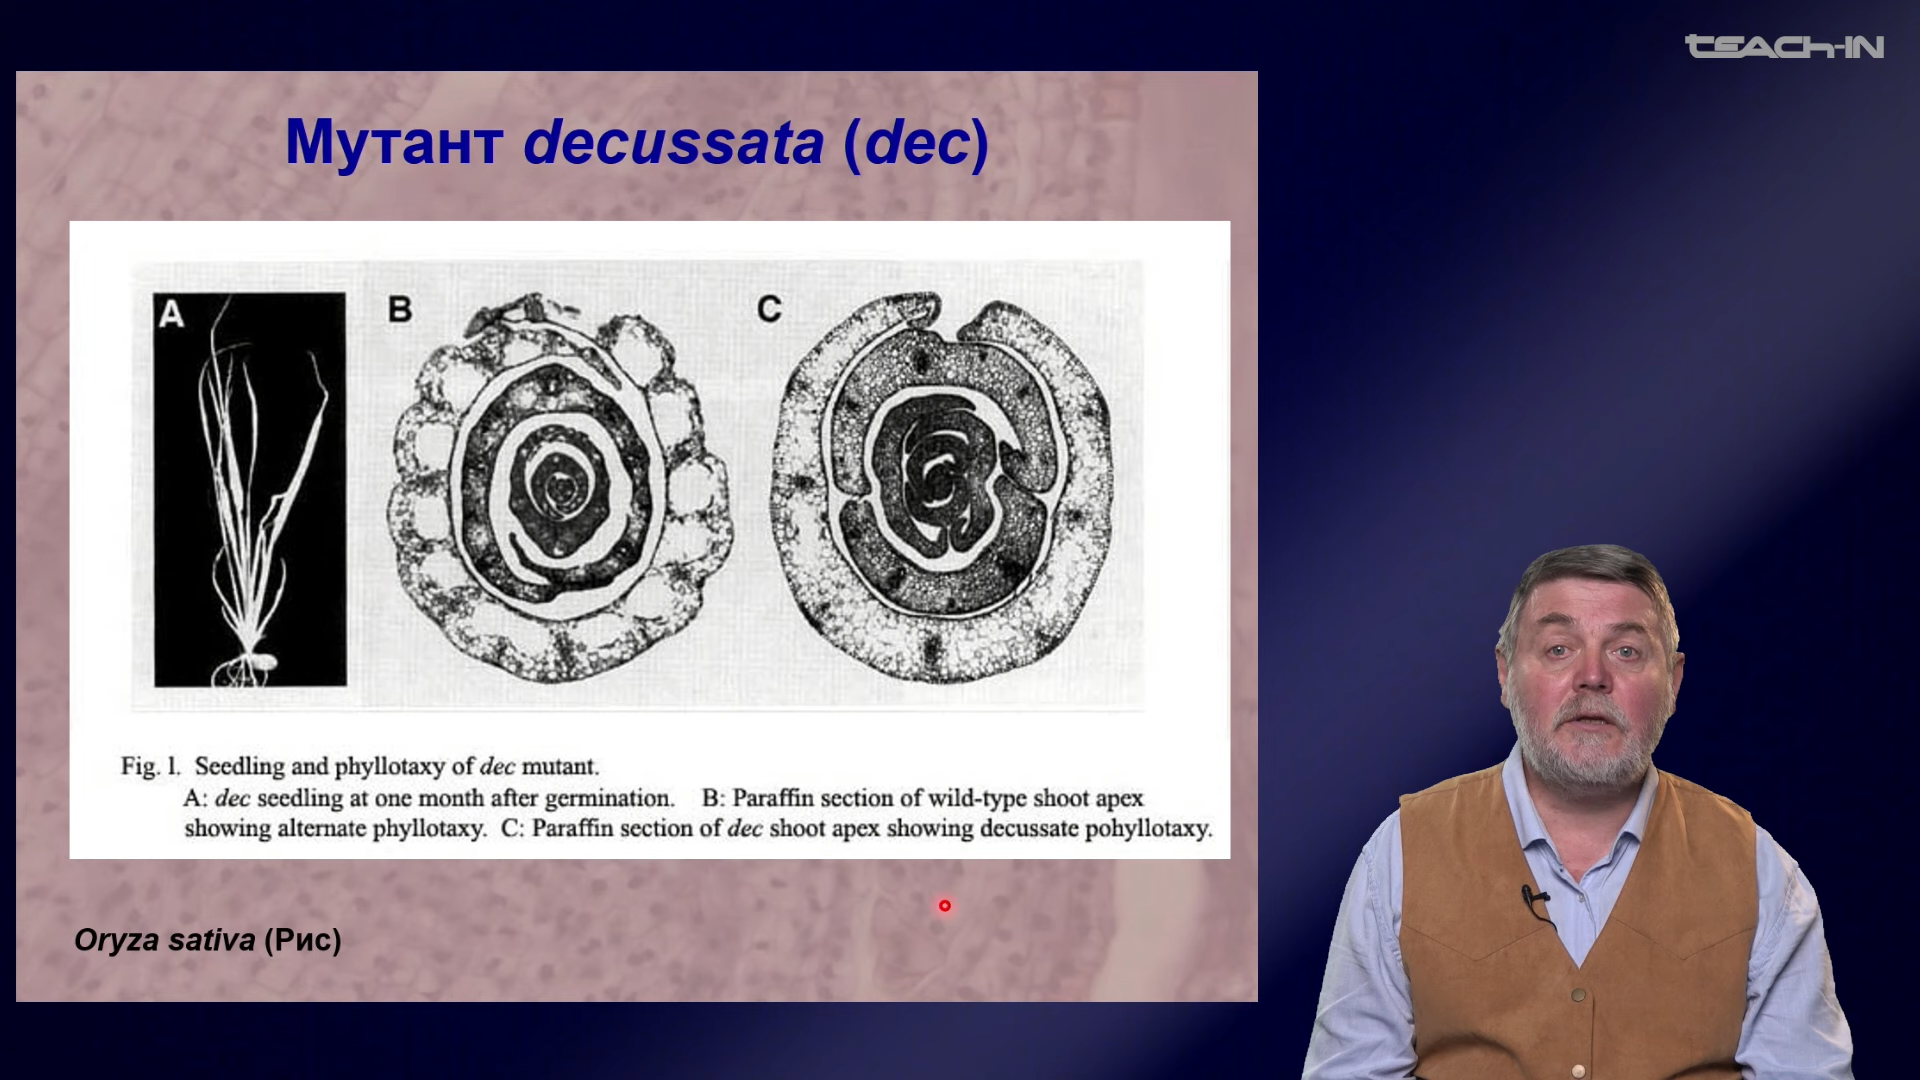 TEACh-IN
Мутант decussata (dec)
A
B
C
Fig. 1. Seedling and phyllotaxy of dec mutant.
A: dec seedling at one month after germination. B: Paraffin section of wild-type shoot apex
showing alternate phyllotaxy. C: Paraffin section of dec shoot apex showing decussate pohyllotaxy.
Oryza sativa (Рис)